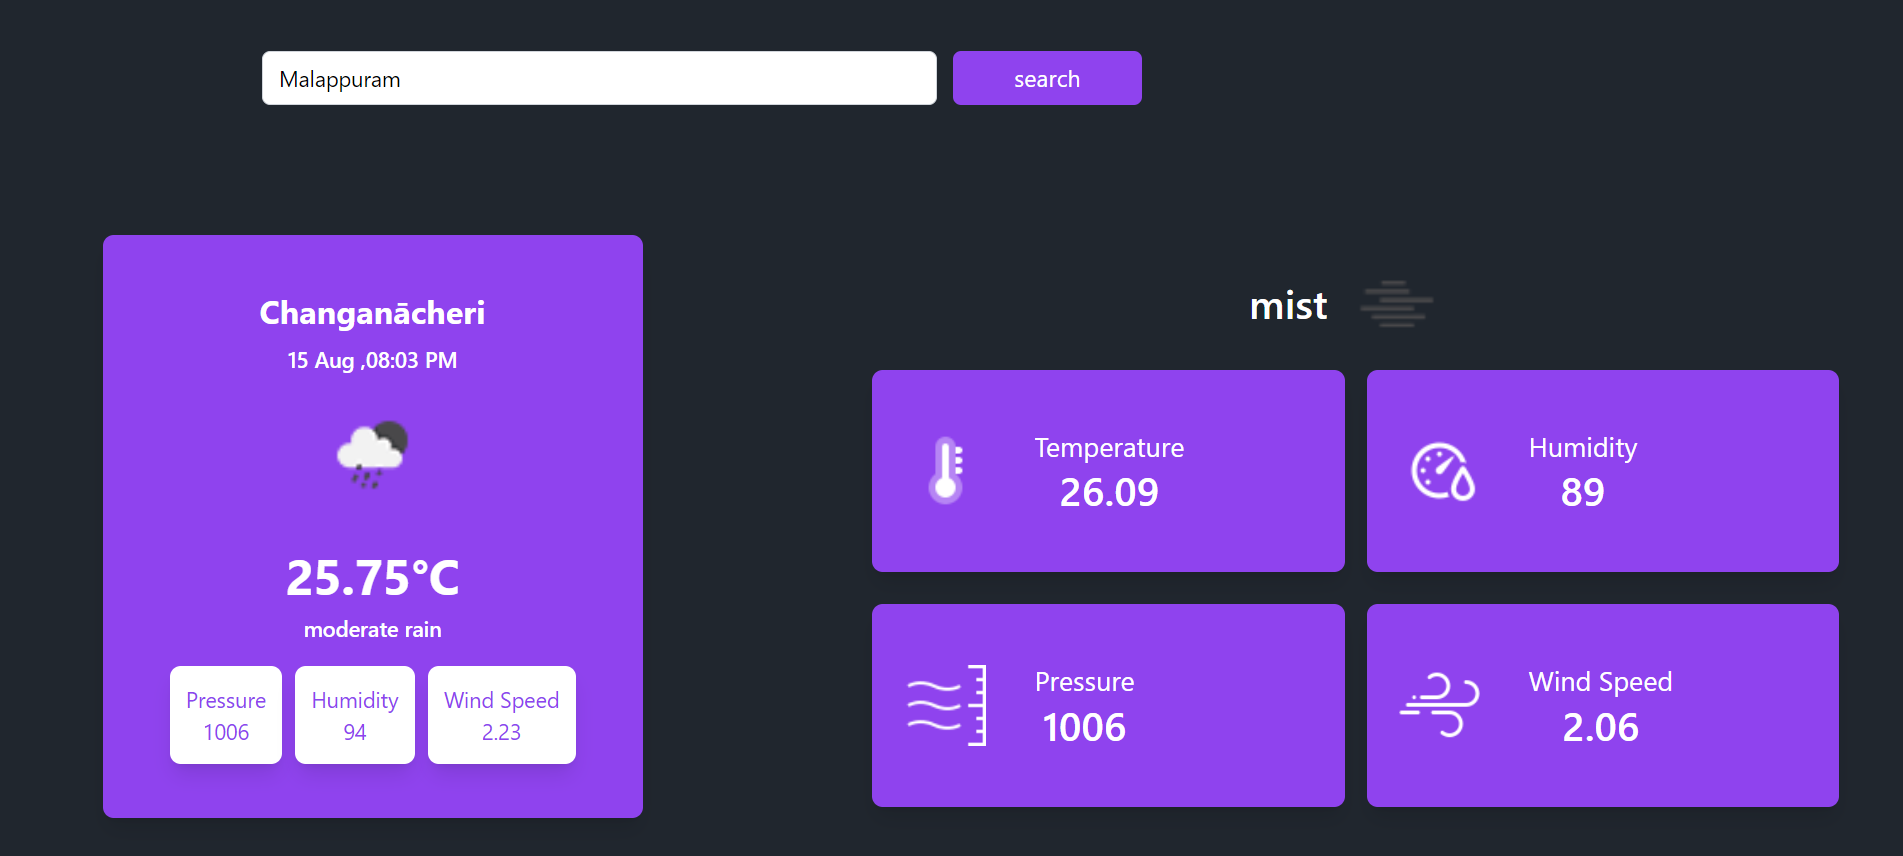 Malappuram
search
Changanācheri
15 Aug ,08:03 PM
25.75°C
moderate rain
Pressure
1006
Humidity
94
Wind Speed
2.23
mist
Temperature
26.09
Humidity
89
Pressure
1006
Wind Speed
2.06